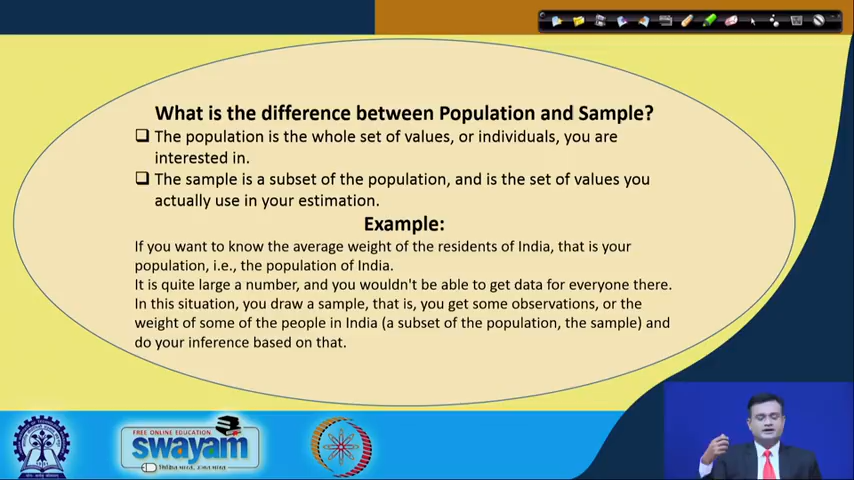 What is the difference between Population and Sample?
❑ The population is the whole set of values, or individuals, you are
interested in.
❑ The sample is a subset of the population, and is the set of values you
actually use in your estimation.
Example:
If you want to know the average weight of the residents of India, that is your
population, i.e., the population of India.
It is quite large a number, and you wouldn't be able to get data for everyone there.
In this situation, you draw a sample, that is, you get some observations, or the
weight of some of the people in India (a subset of the population, the sample) and
do your inference based on that.
FREE ONLINE EDUCATION
swayam